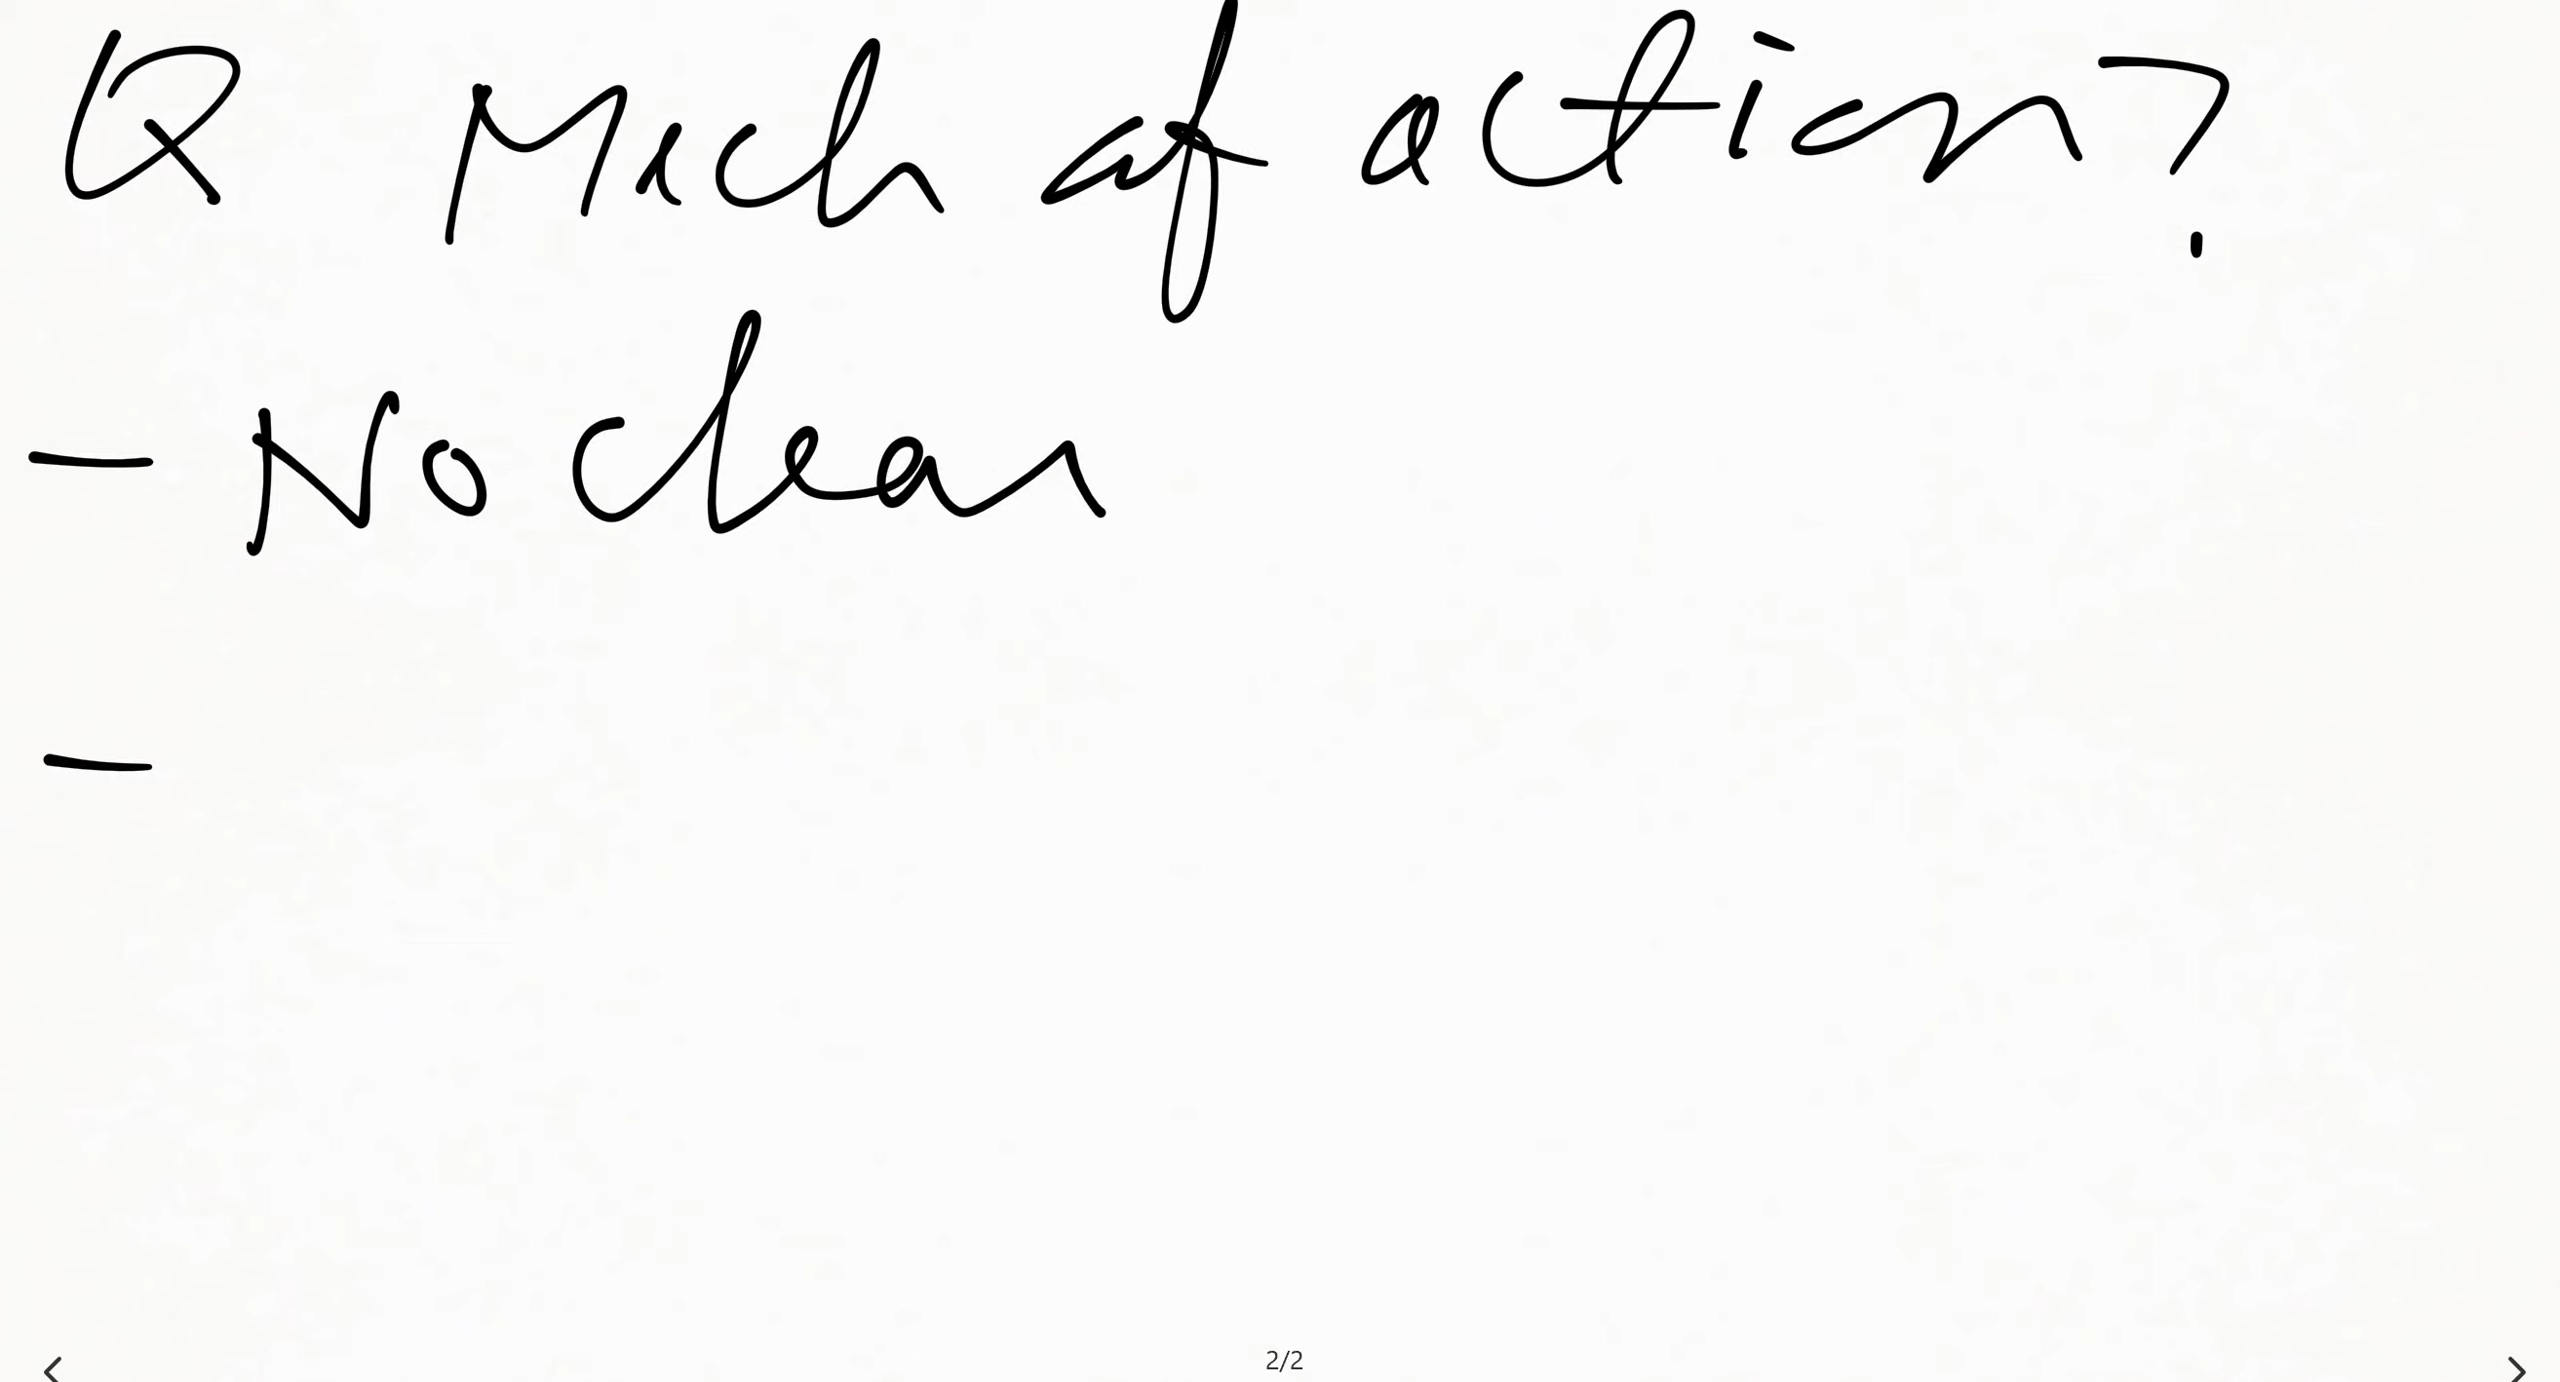 Q Mech of action?
- No clear
-
2/2